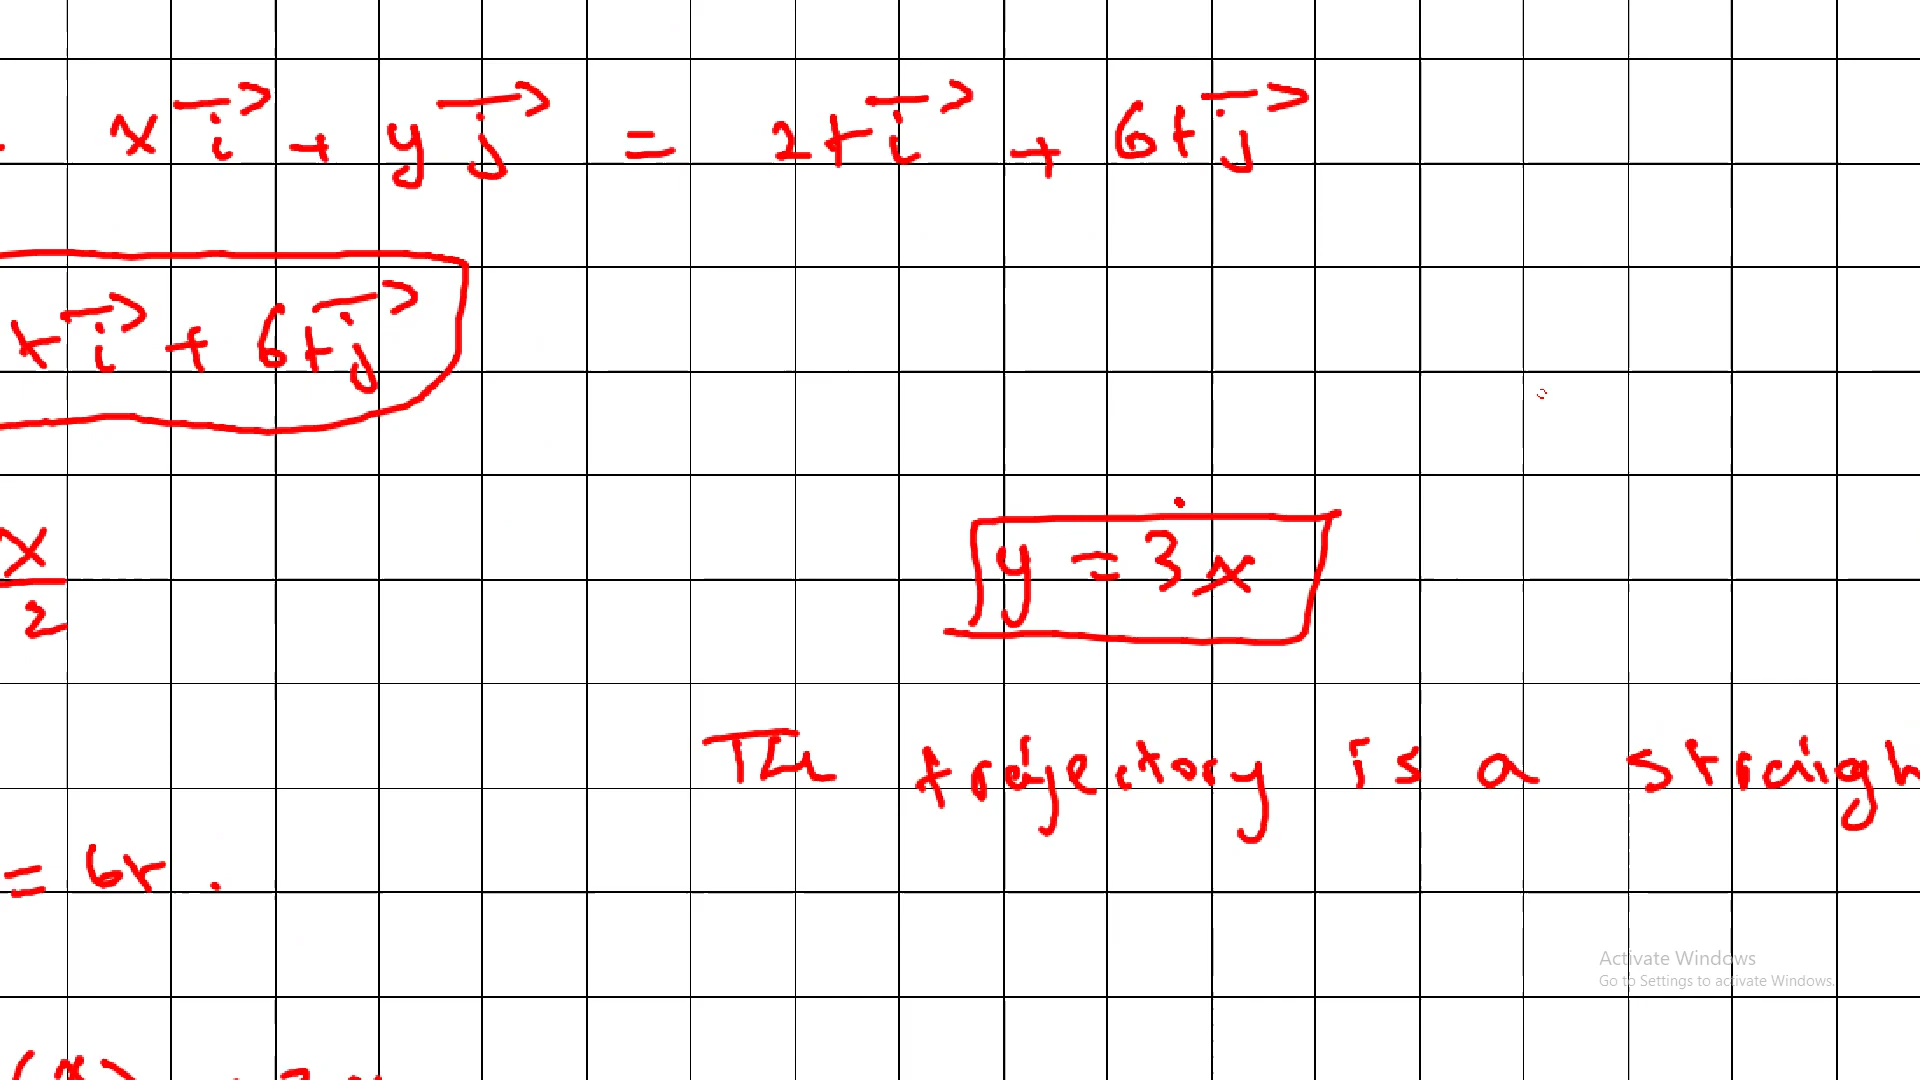 x i⃗ + y j⃗ = 2t i⃗ + 6t j⃗
t i⃗ + 6t j⃗
x/2
y = 3x
The trajectory is a straigh
= 6t .
Activate Windows
Go to Settings to activate Windows.